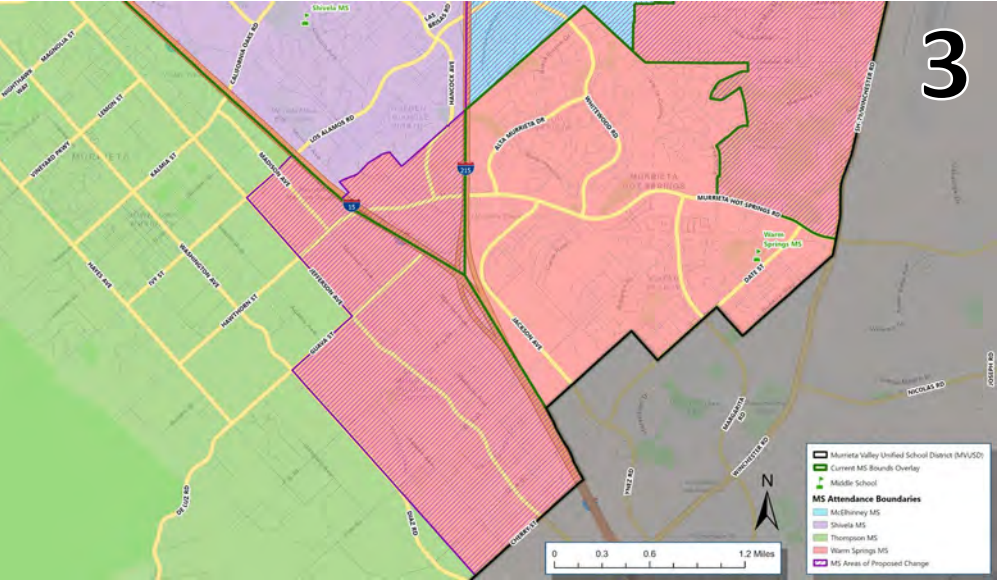 3
Shivela MS
LAS
BRISAS RD
CALIFORNIA OAKS RD
HANCOCK AVE
MAGNOLIA ST
NIGHTHAWK
WAY
LEMON ST
LOS ALAMOS RD
ALTA MURRIETA DR
WHITEWOOD RD
SH-79/WINCHESTER RD
VINEYARD PKWY
MURRIETA
KALMIA ST
MADISON AVE
215
15
MURRIETA
HOT SPRINGS
MURRIETA HOT SPRINGS RD
Warm
Springs MS
DATE ST
HAYES AVE
IVY ST
WASHINGTON AVE
HAWTHORN ST
JEFFERSON AVE
GUAVA ST
JACKSON AVE
MARGARITA
RD
NICOLAS RD
JOSEPH RD
WINCHESTER RD
YNEZ RD
DE LUZ RD
DIAZ RD
CHERRY ST
N
0 0.3 0.6 1.2 Miles
Murrieta Valley Unified School District (MVUSD)
Current MS Bounds Overlay
Middle School
MS Attendance Boundaries
McElhinney MS
Shivela MS
Thompson MS
Warm Springs MS
MS Areas of Proposed Change